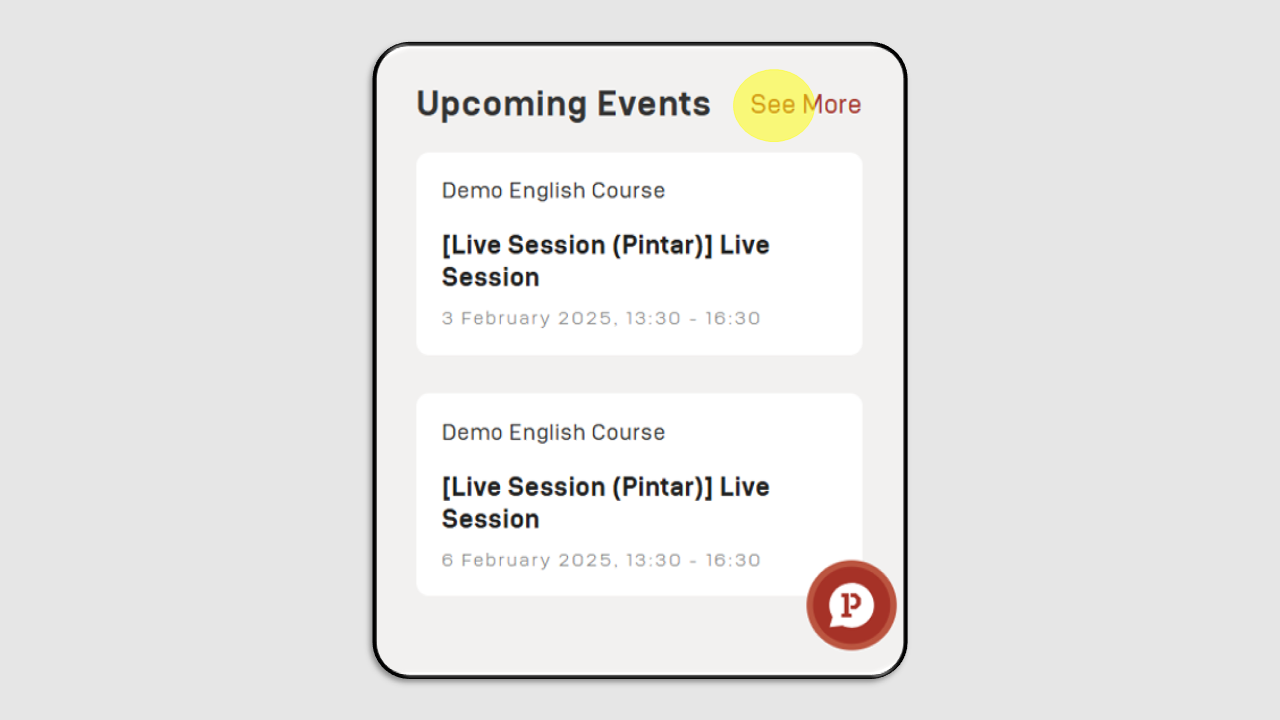 Upcoming Events See More
Demo English Course
[Live Session (Pintar)] Live
Session
3 February 2025, 13:30 - 16:30
Demo English Course
[Live Session (Pintar)] Live
Session
6 February 2025, 13:30 - 16:30
P